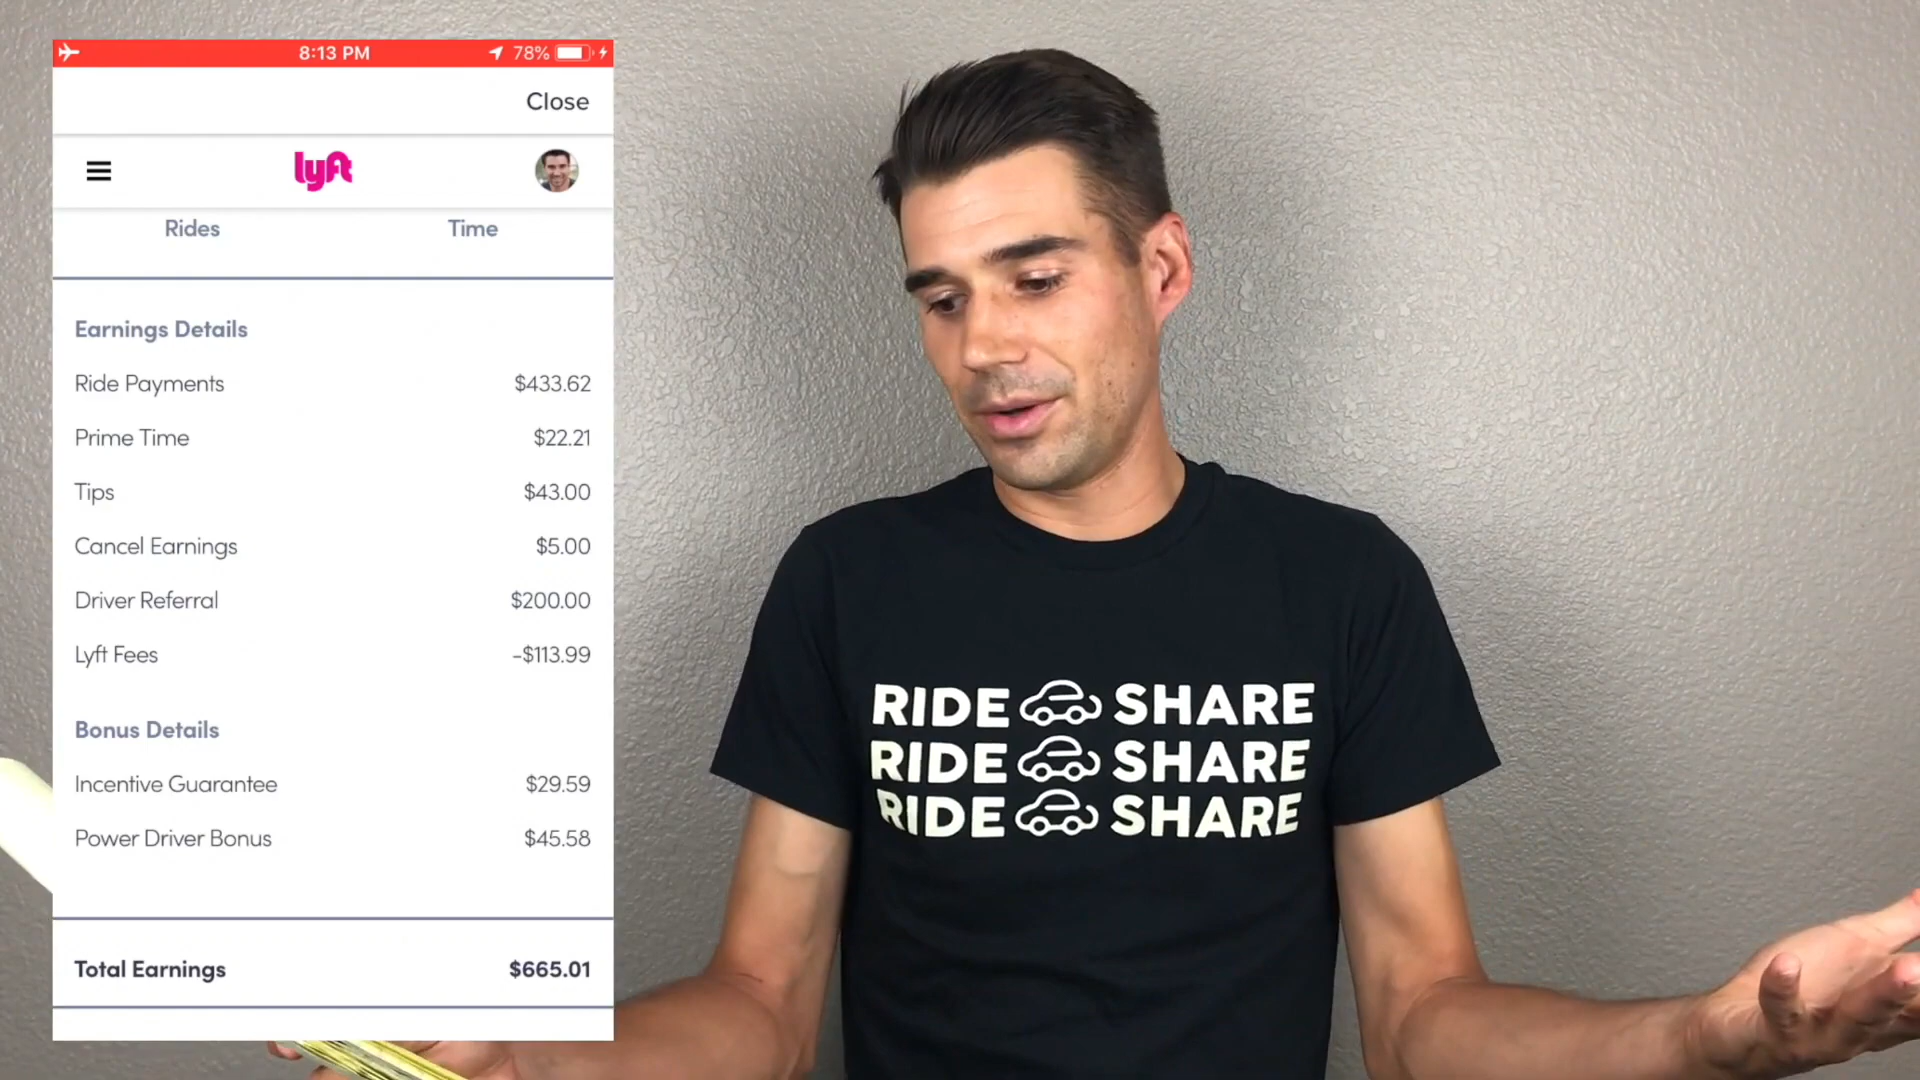 8:13 PM 78%
Close
lyft
Rides Time
Earnings Details
Ride Payments $433.62
Prime Time $22.21
Tips $43.00
Cancel Earnings $5.00
Driver Referral $200.00
Lyft Fees -$113.99
Bonus Details
Incentive Guarantee $29.59
Power Driver Bonus $45.58
Total Earnings $665.01
RIDE SHARE
RIDE SHARE
RIDE SHARE